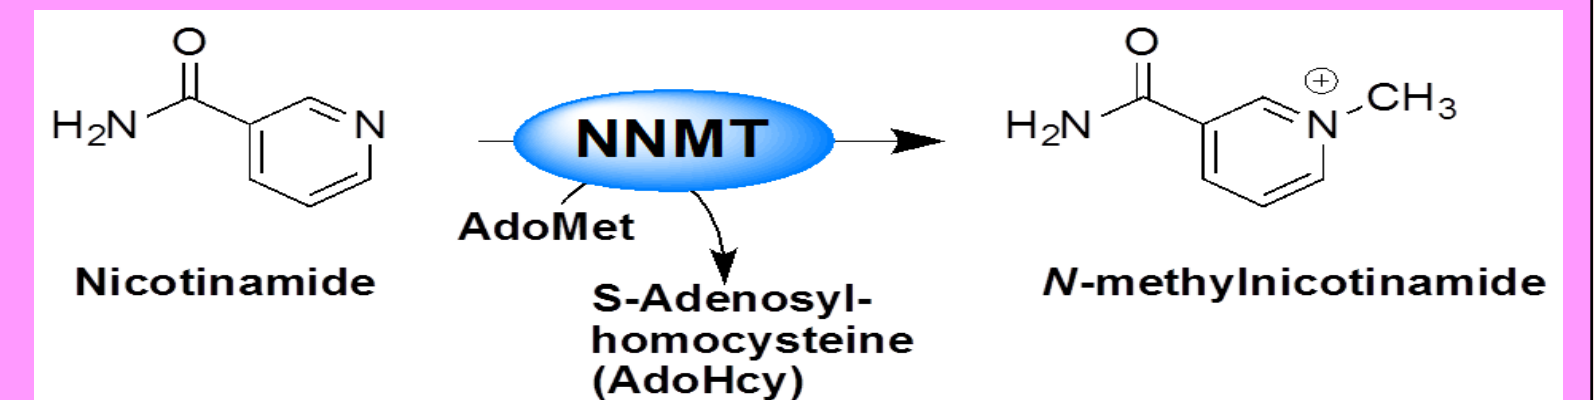 O
H2N
N
Nicotinamide
NNMT
AdoMet
S-Adenosyl-
homocysteine
(AdoHcy)
O
H2N
N
+
CH3
N-methylnicotinamide